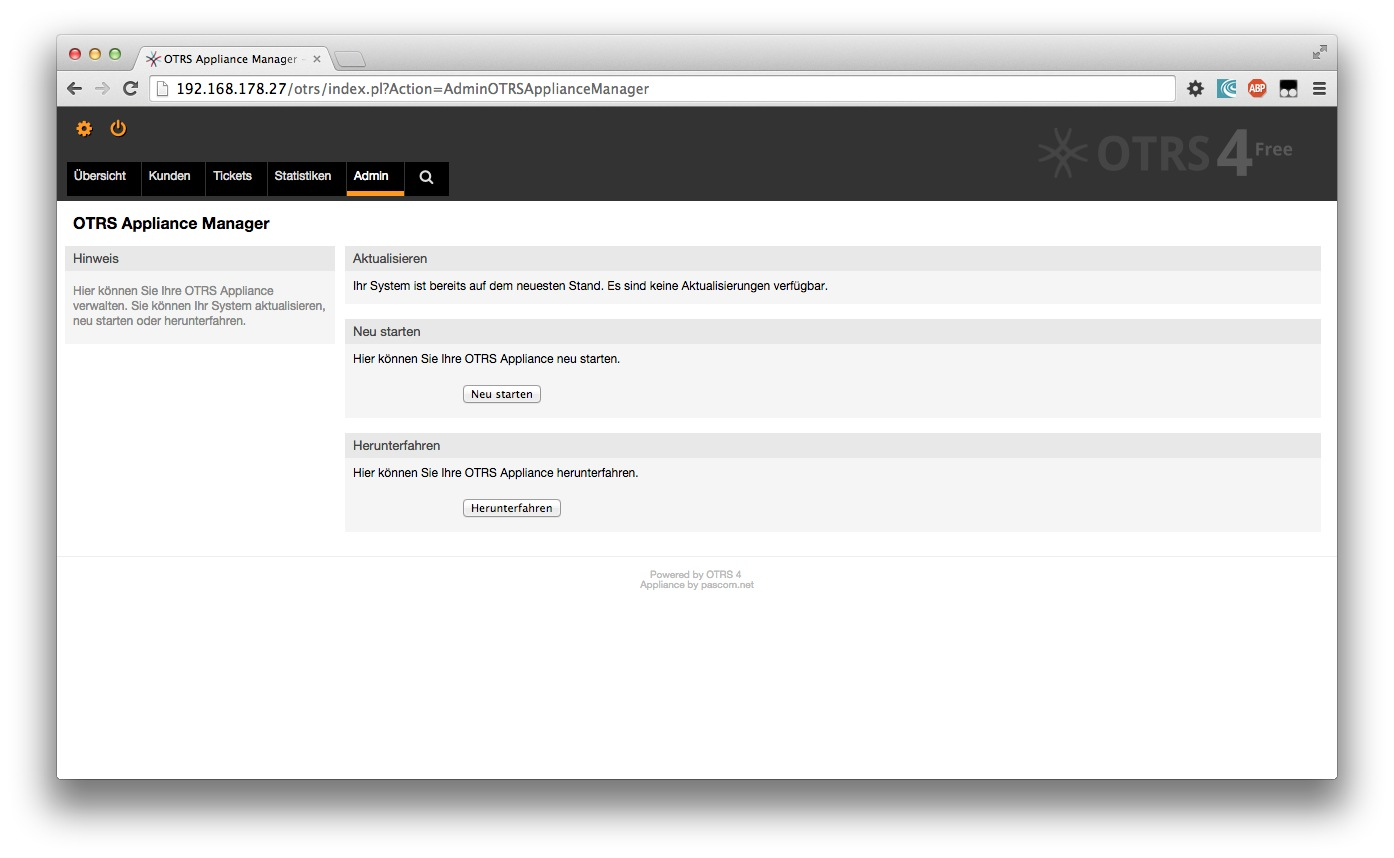 OTRS Appliance Manager -
192.168.178.27/otrs/index.pl?Action=AdminOTRSApplianceManager
ABP
OTRS 4 Free
Übersicht Kunden Tickets Statistiken Admin
OTRS Appliance Manager
Hinweis
Hier können Sie Ihre OTRS Appliance
verwalten. Sie können Ihr System aktualisieren,
neu starten oder herunterfahren.
Aktualisieren
Ihr System ist bereits auf dem neuesten Stand. Es sind keine Aktualisierungen verfügbar.
Neu starten
Hier können Sie Ihre OTRS Appliance neu starten.
Neu starten
Herunterfahren
Hier können Sie Ihre OTRS Appliance herunterfahren.
Herunterfahren
Powered by OTRS 4
Appliance by pascom.net